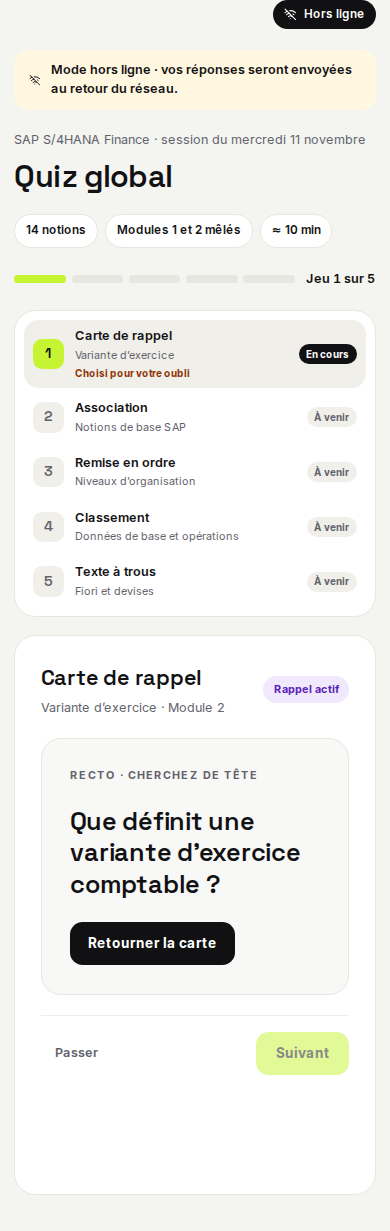 Hors ligne
Mode hors ligne · vos réponses seront envoyées
au retour du réseau.
SAP S/4HANA Finance · session du mercredi 11 novembre
Quiz global
14 notions
Modules 1 et 2 mêlés
≈ 10 min
Jeu 1 sur 5
1
Carte de rappel
Variante d’exercice
Choisi pour votre oubli
En cours
2
Association
Notions de base SAP
À venir
3
Remise en ordre
Niveaux d’organisation
À venir
4
Classement
Données de base et opérations
À venir
5
Texte à trous
Fiori et devises
À venir
Carte de rappel
Variante d’exercice · Module 2
Rappel actif
RECTO · CHERCHEZ DE TÊTE
Que définit une
variante d’exercice
comptable ?
Retourner la carte
Passer
Suivant